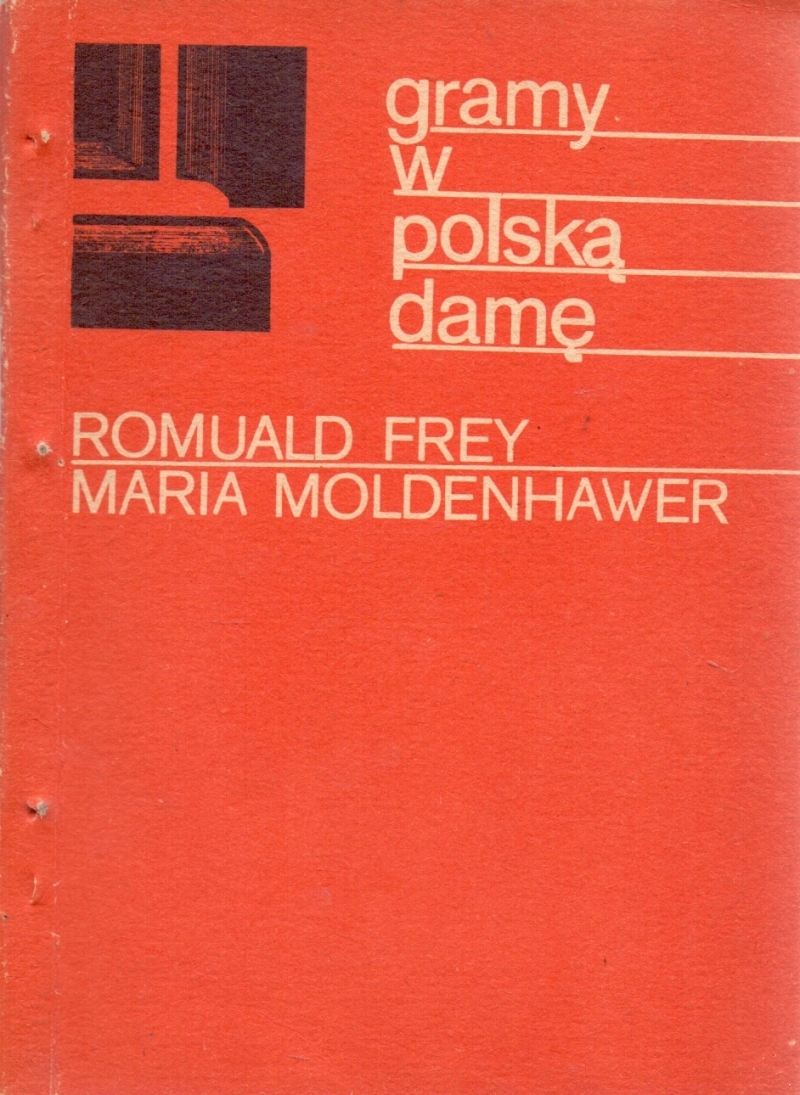 gramy
w
polską
damę
ROMUALD FREY
MARIA MOLDENHAWER